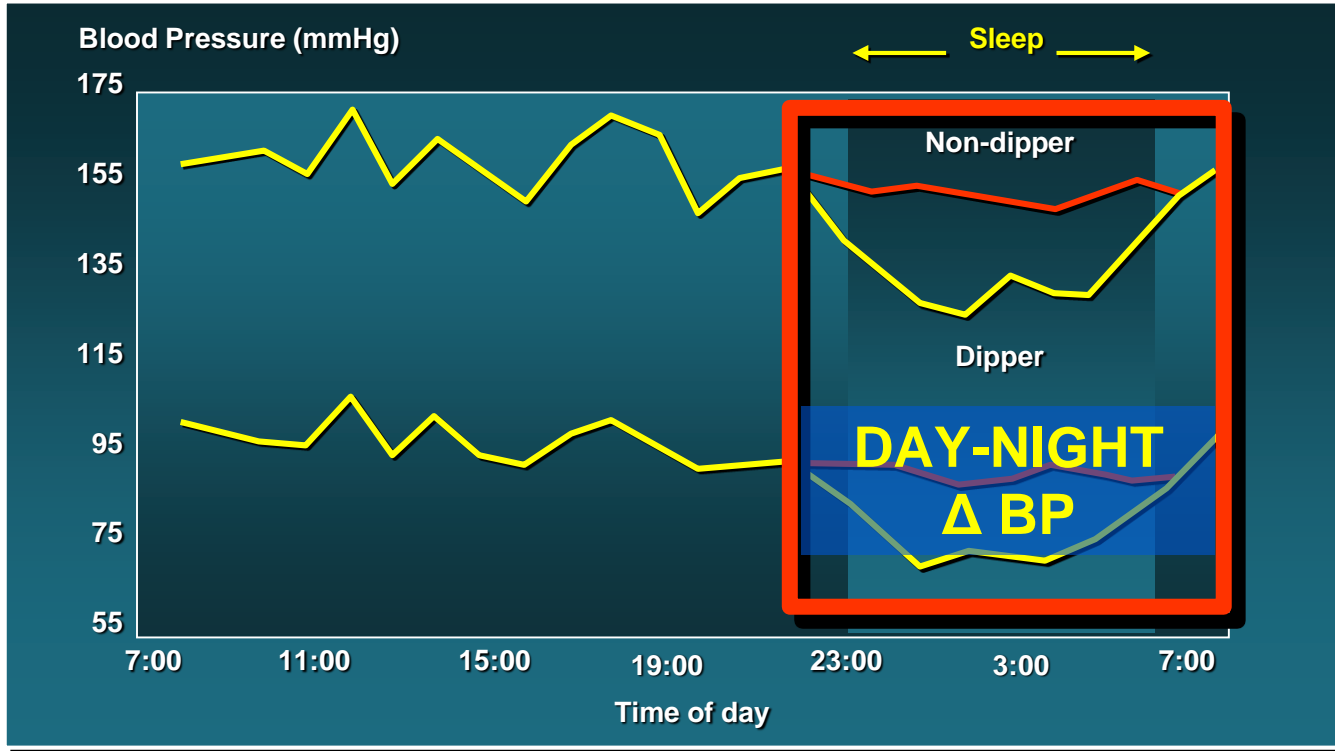 Blood Pressure (mmHg)
Sleep
175
155
135
115
95
75
55
Non-dipper
Dipper
DAY-NIGHT
Δ BP
7:00 11:00 15:00 19:00 23:00 3:00 7:00
Time of day